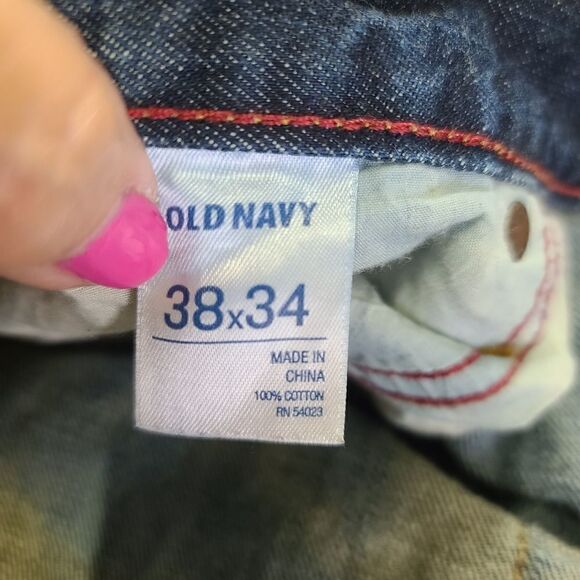 OLD NAVY
38x34
MADE IN
CHINA
100% COTTON
RN 54023